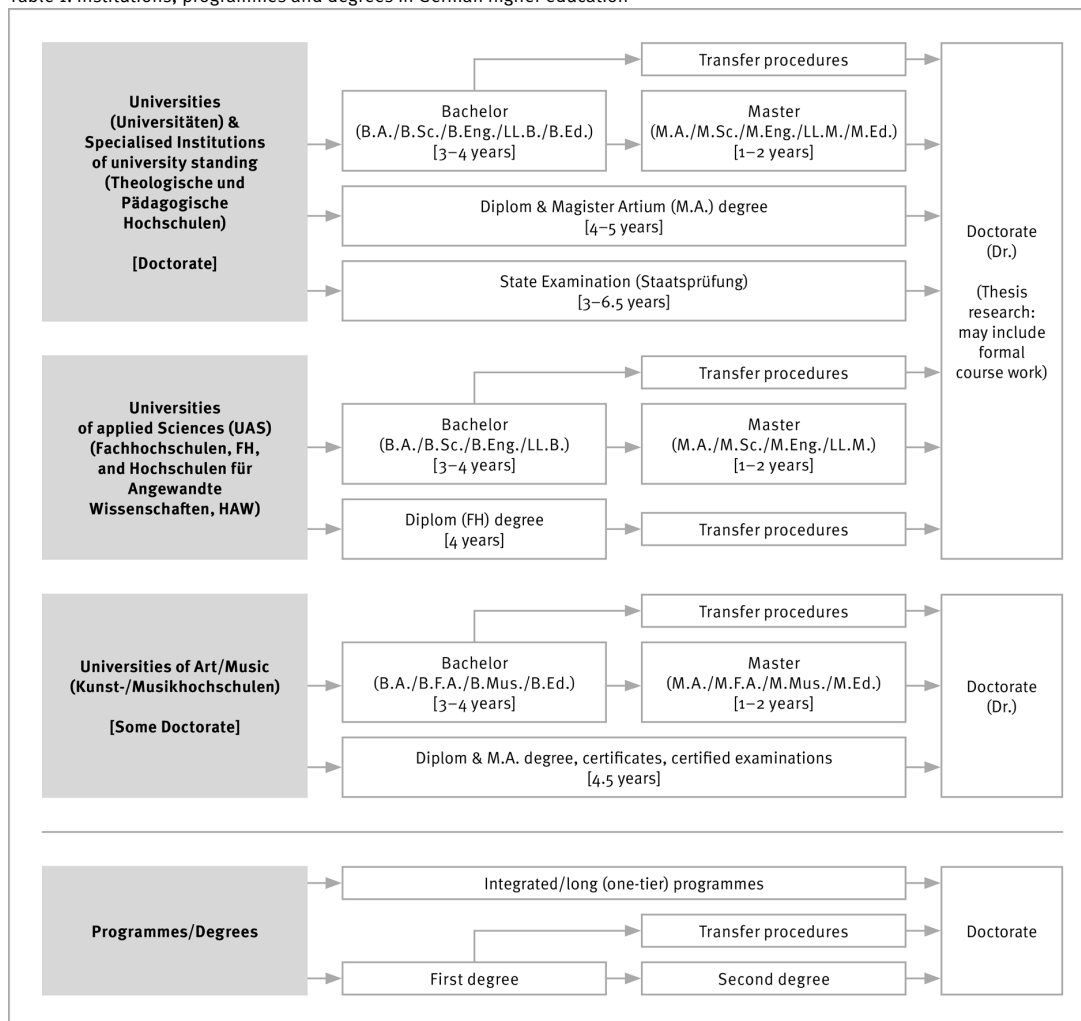 Table 1: Institutions, programmes and degrees in German higher education
Universities
(Universitäten) &
Specialised Institutions
of university standing
(Theologische und
Pädagogische
Hochschulen)
[Doctorate]
Transfer procedures
Bachelor
(B.A./B.Sc./B.Eng./LL.B./B.Ed.)
[3–4 years]
Master
(M.A./M.Sc./M.Eng./LL.M./M.Ed.)
[1–2 years]
Diplom & Magister Artium (M.A.) degree
[4–5 years]
State Examination (Staatsprüfung)
[3–6.5 years]
Doctorate
(Dr.)
(Thesis
research:
may include
formal
course work)
Universities
of applied Sciences (UAS)
(Fachhochschulen, FH,
and Hochschulen für
Angewandte
Wissenschaften, HAW)
Transfer procedures
Bachelor
(B.A./B.Sc./B.Eng./LL.B.)
[3–4 years]
Master
(M.A./M.Sc./M.Eng./LL.M.)
[1–2 years]
Diplom (FH) degree
[4 years]
Transfer procedures
Universities of Art/Music
(Kunst-/Musikhochschulen)
[Some Doctorate]
Transfer procedures
Bachelor
(B.A./B.F.A./B.Mus./B.Ed.)
[3–4 years]
Master
(M.A./M.F.A./M.Mus./M.Ed.)
[1–2 years]
Diplom & M.A. degree, certificates, certified examinations
[4.5 years]
Doctorate
(Dr.)
Programmes/Degrees
Integrated/long (one-tier) programmes
Transfer procedures
First degree
Second degree
Doctorate